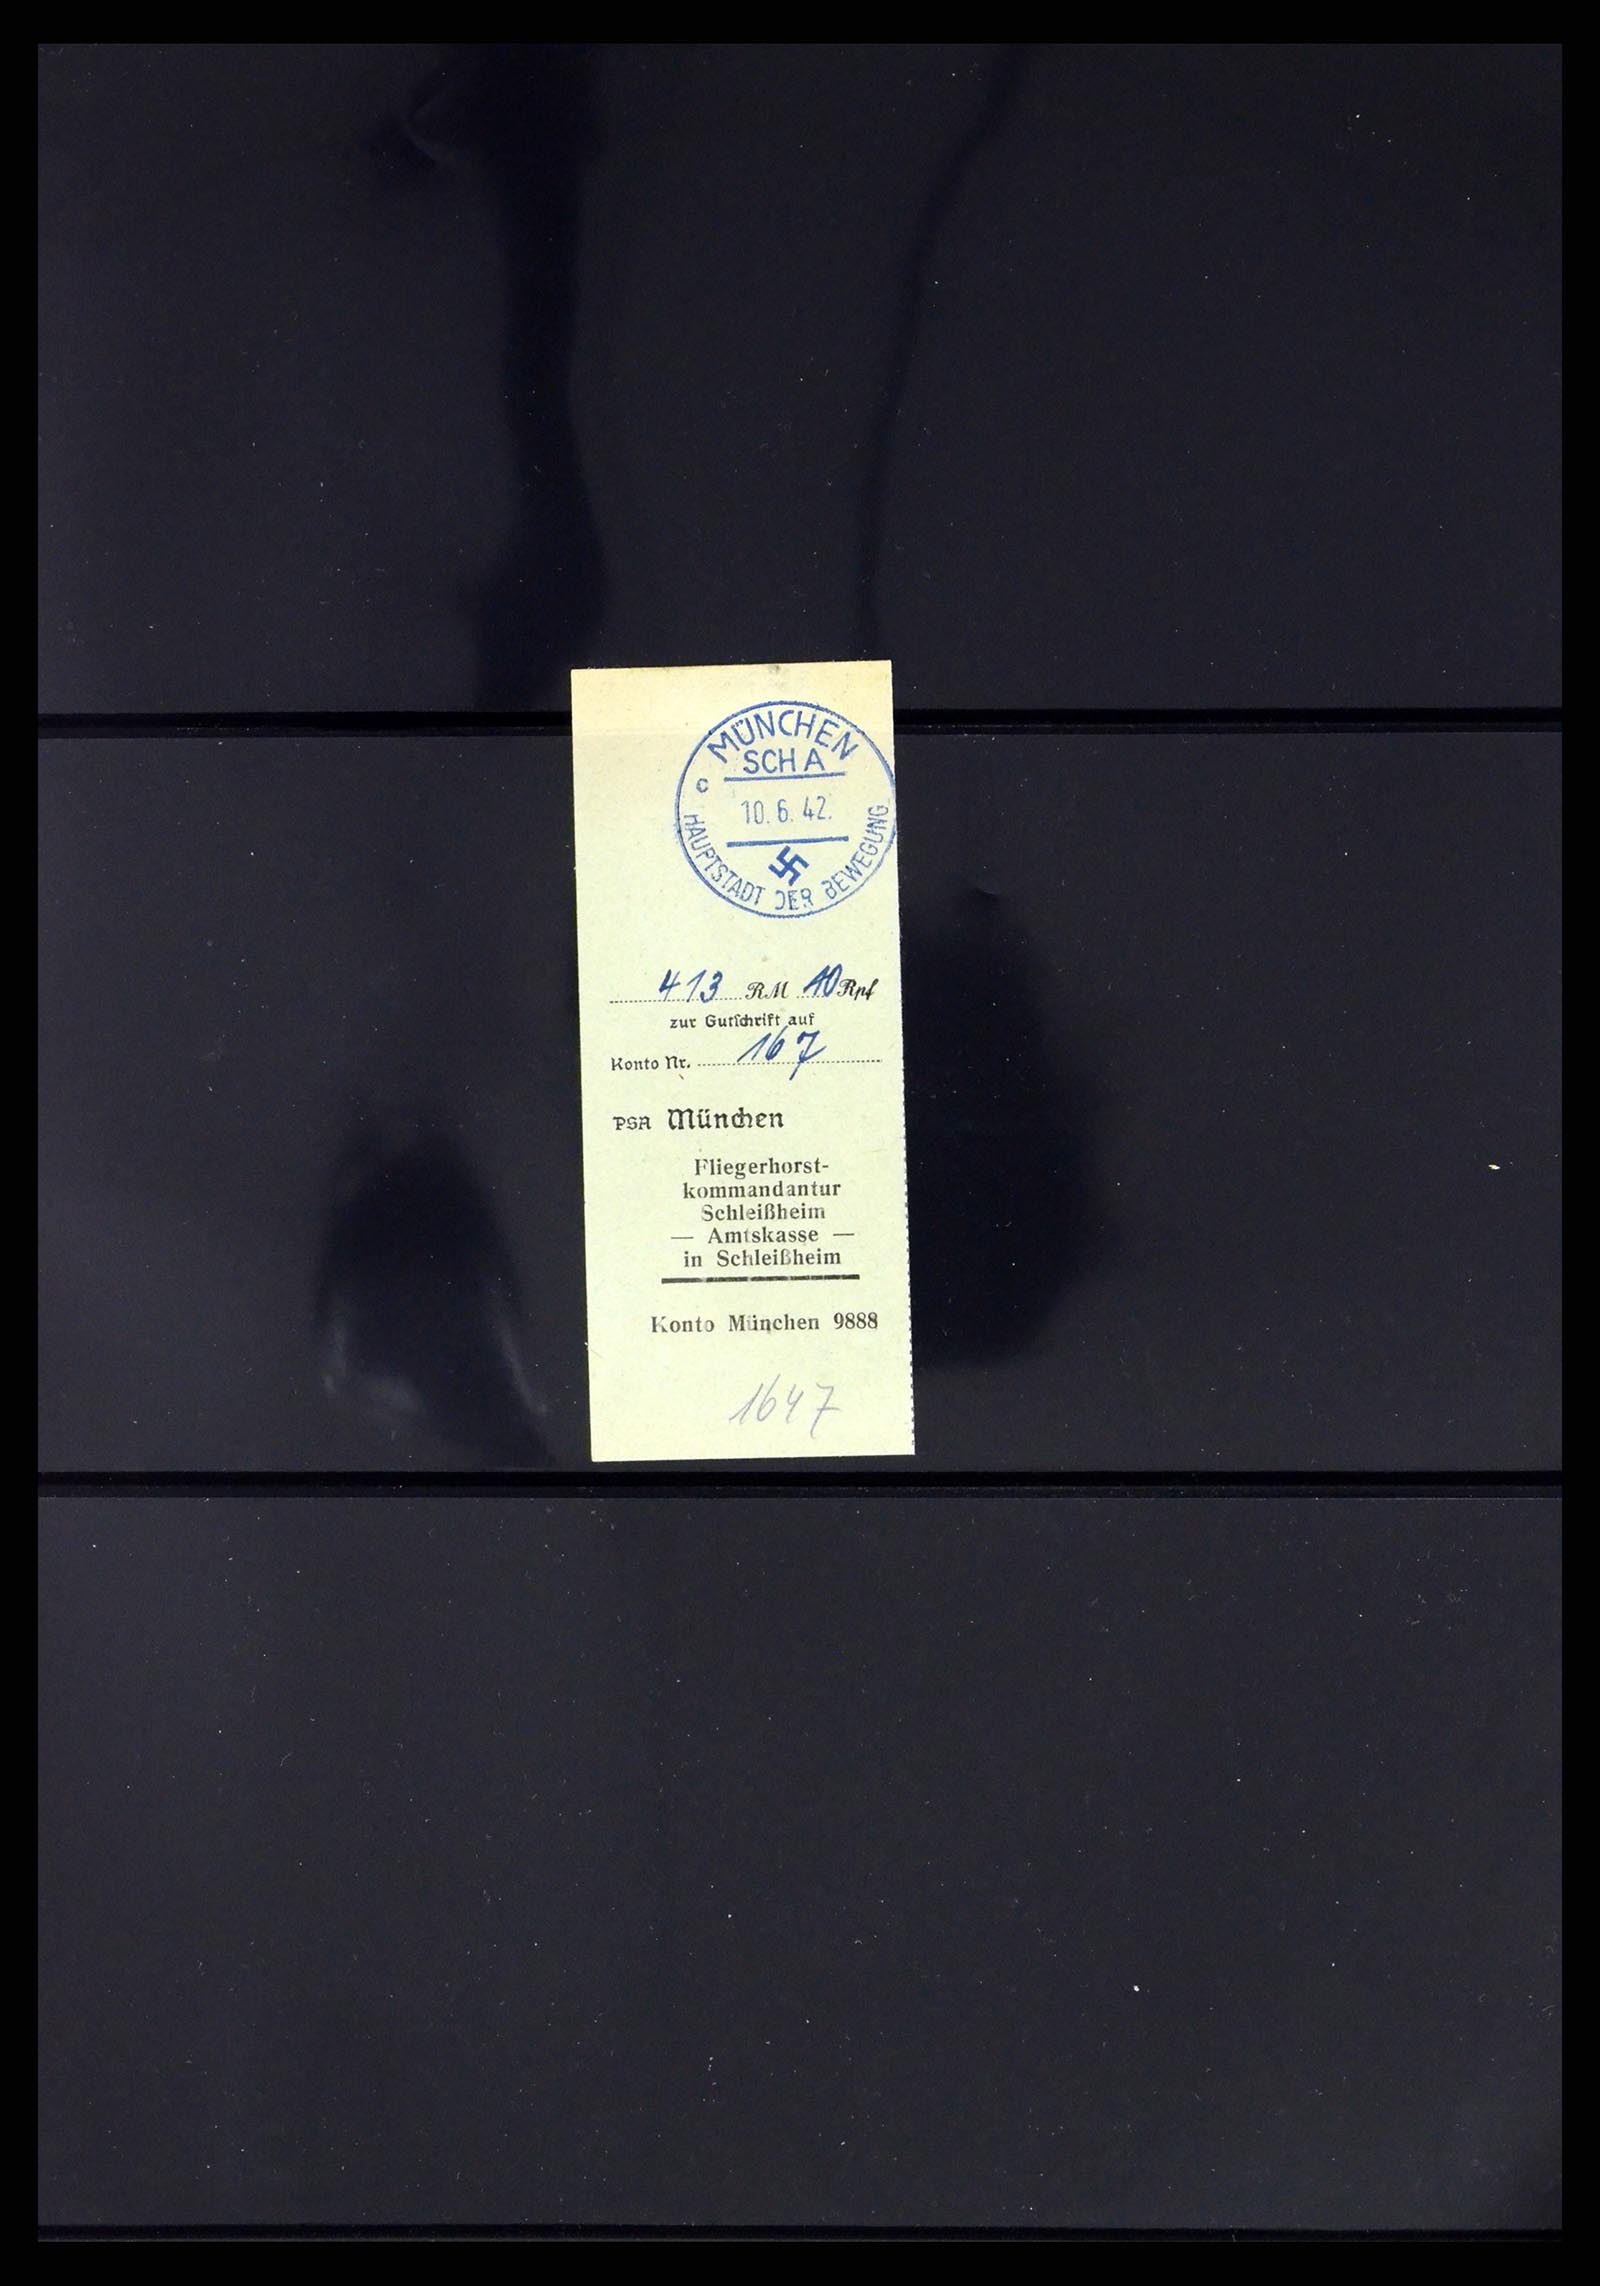 MÜNCHEN
SCH A
c
10.6.42.
HAUPTSTADT DER BEWEGUNG
413 RM 10 Rpf
zur Gutschrift auf
Konto Nr. 167
PSA München
Fliegerhorst-
kommandantur
Schleißheim
— Amtskasse —
in Schleißheim
Konto München 9888
1647